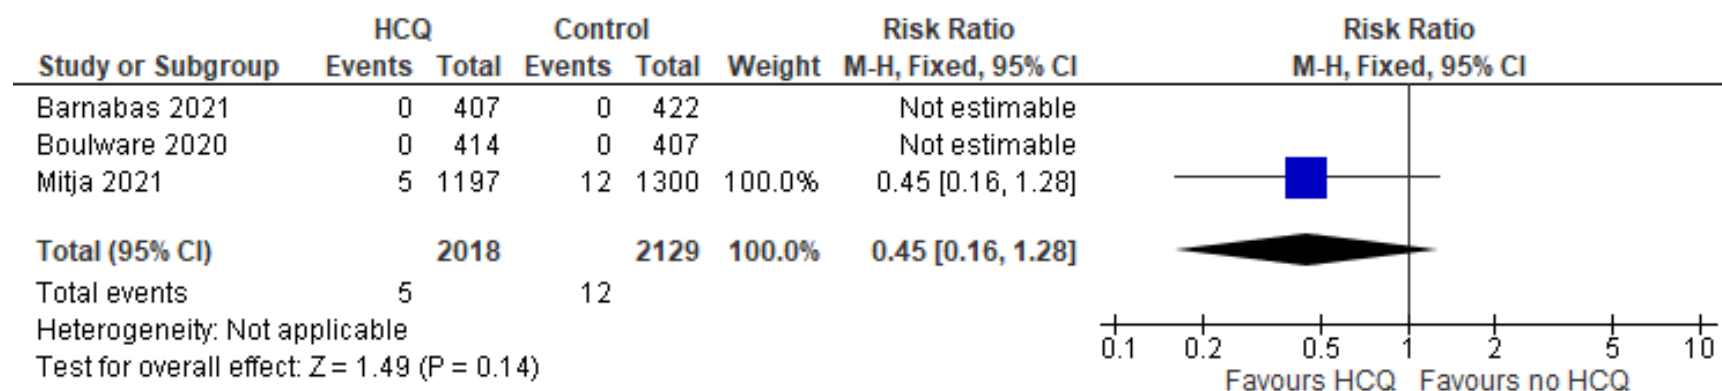 HCQ Control Risk Ratio Risk Ratio
Study or Subgroup Events Total Events Total Weight M-H, Fixed, 95% CI M-H, Fixed, 95% CI
Barnabas 2021 0 407 0 422 Not estimable
Boulware 2020 0 414 0 407 Not estimable
Mitja 2021 5 1197 12 1300 100.0% 0.45 [0.16, 1.28]
Total (95% CI) 2018 2129 100.0% 0.45 [0.16, 1.28]
Total events 5 12
Heterogeneity: Not applicable
Test for overall effect: Z = 1.49 (P = 0.14)
0.1 0.2 0.5 1 2 5 10
Favours HCQ Favours no HCQ